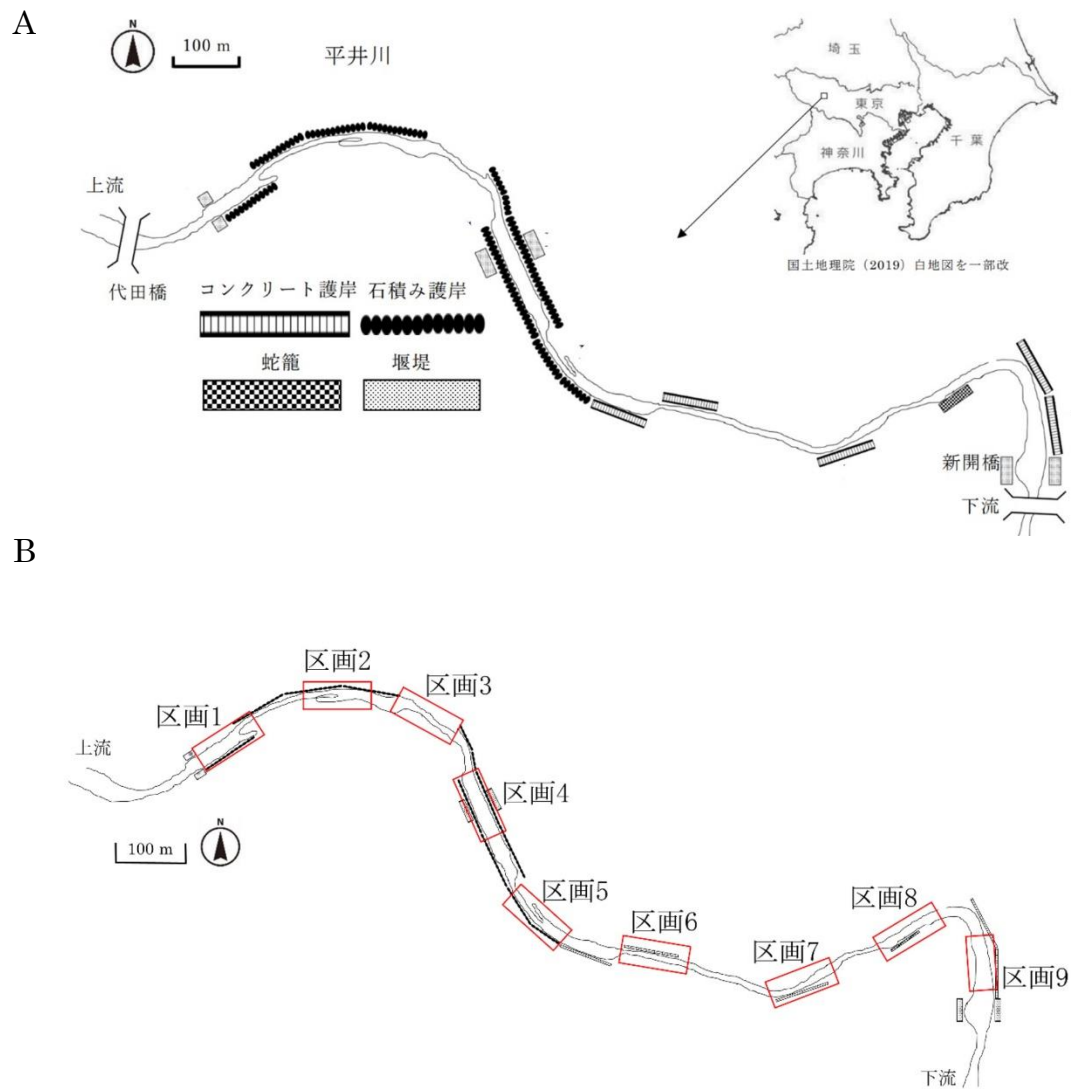 A
N
100 m
平井川
埼玉
東京
千葉
神奈川
国土地理院（2019）白地図を一部改
上流
代田橋
コンクリート護岸
石積み護岸
蛇籠
堰堤
新開橋
下流
B
区画1
区画2
区画3
上流
区画4
N
100 m
区画5
区画6
区画7
区画8
区画9
下流